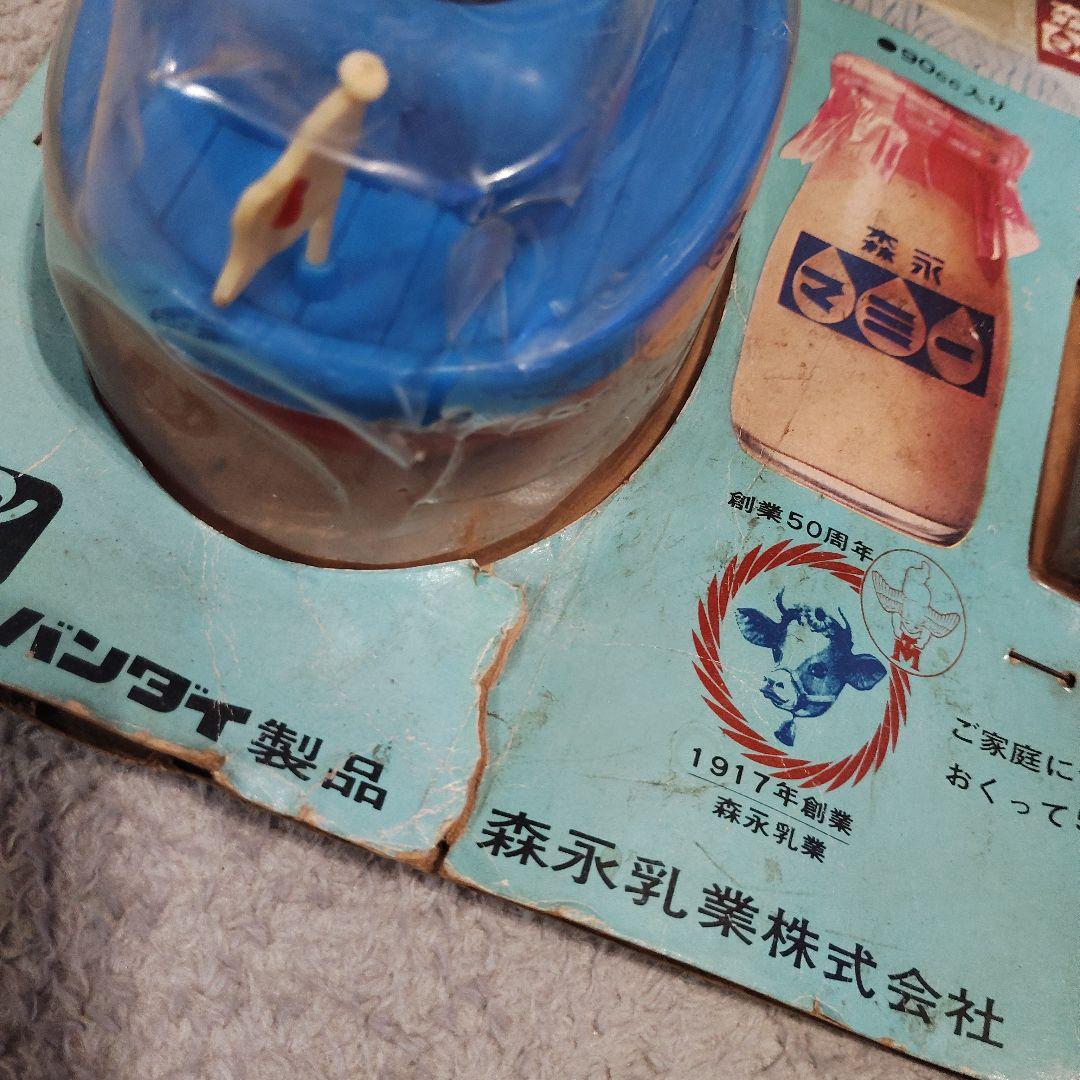 ●90cc入り
森永
マミー
創業50周年
M
1917年創業
森永乳業
ご家庭に
おくって
バンダイ製品
森永乳業株式会社